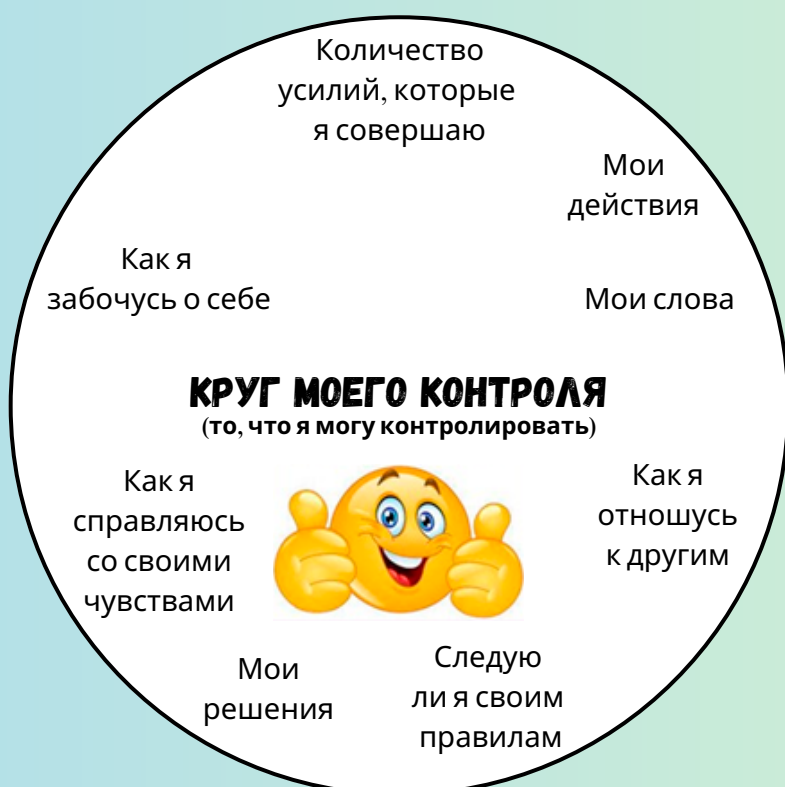 Количество
усилий, которые
я совершаю
Мои
действия
Как я
забочусь о себе
Мои слова
КРУГ МОЕГО КОНТРОЛЯ
(то, что я могу контролировать)
Как я
справляюсь
со своими
чувствами
Как я
отношусь
к другим
Мои
решения
Следую
ли я своим
правилам